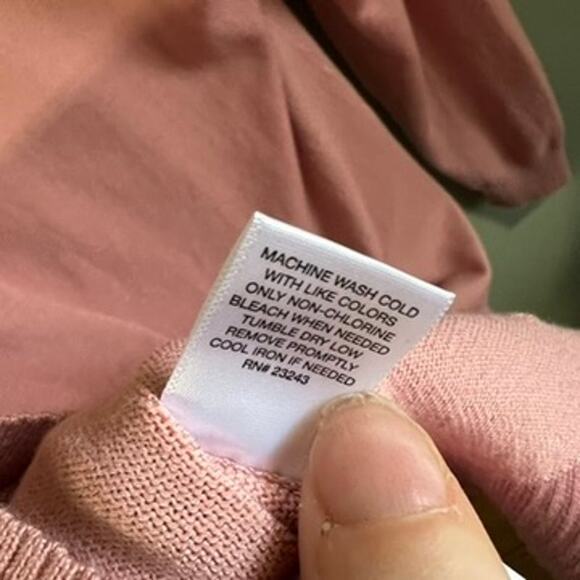 MACHINE WASH COLD
WITH LIKE COLORS
ONLY NON-CHLORINE
BLEACH WHEN NEEDED
TUMBLE DRY LOW
REMOVE PROMPTLY
COOL IRON IF NEEDED
RN# 23243